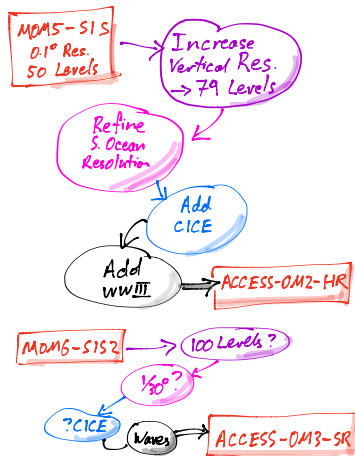 MOM5-SIS
0.1° Res.
50 Levels
Increase
Vertical Res.
→ 79 Levels
Refine
S. Ocean
Resolution
Add
CICE
Add
WWIII
ACCESS-OM2-HR
MOM6-SIS2
100 Levels?
1/30°?
?CICE
Waves
ACCESS-OM3-SR